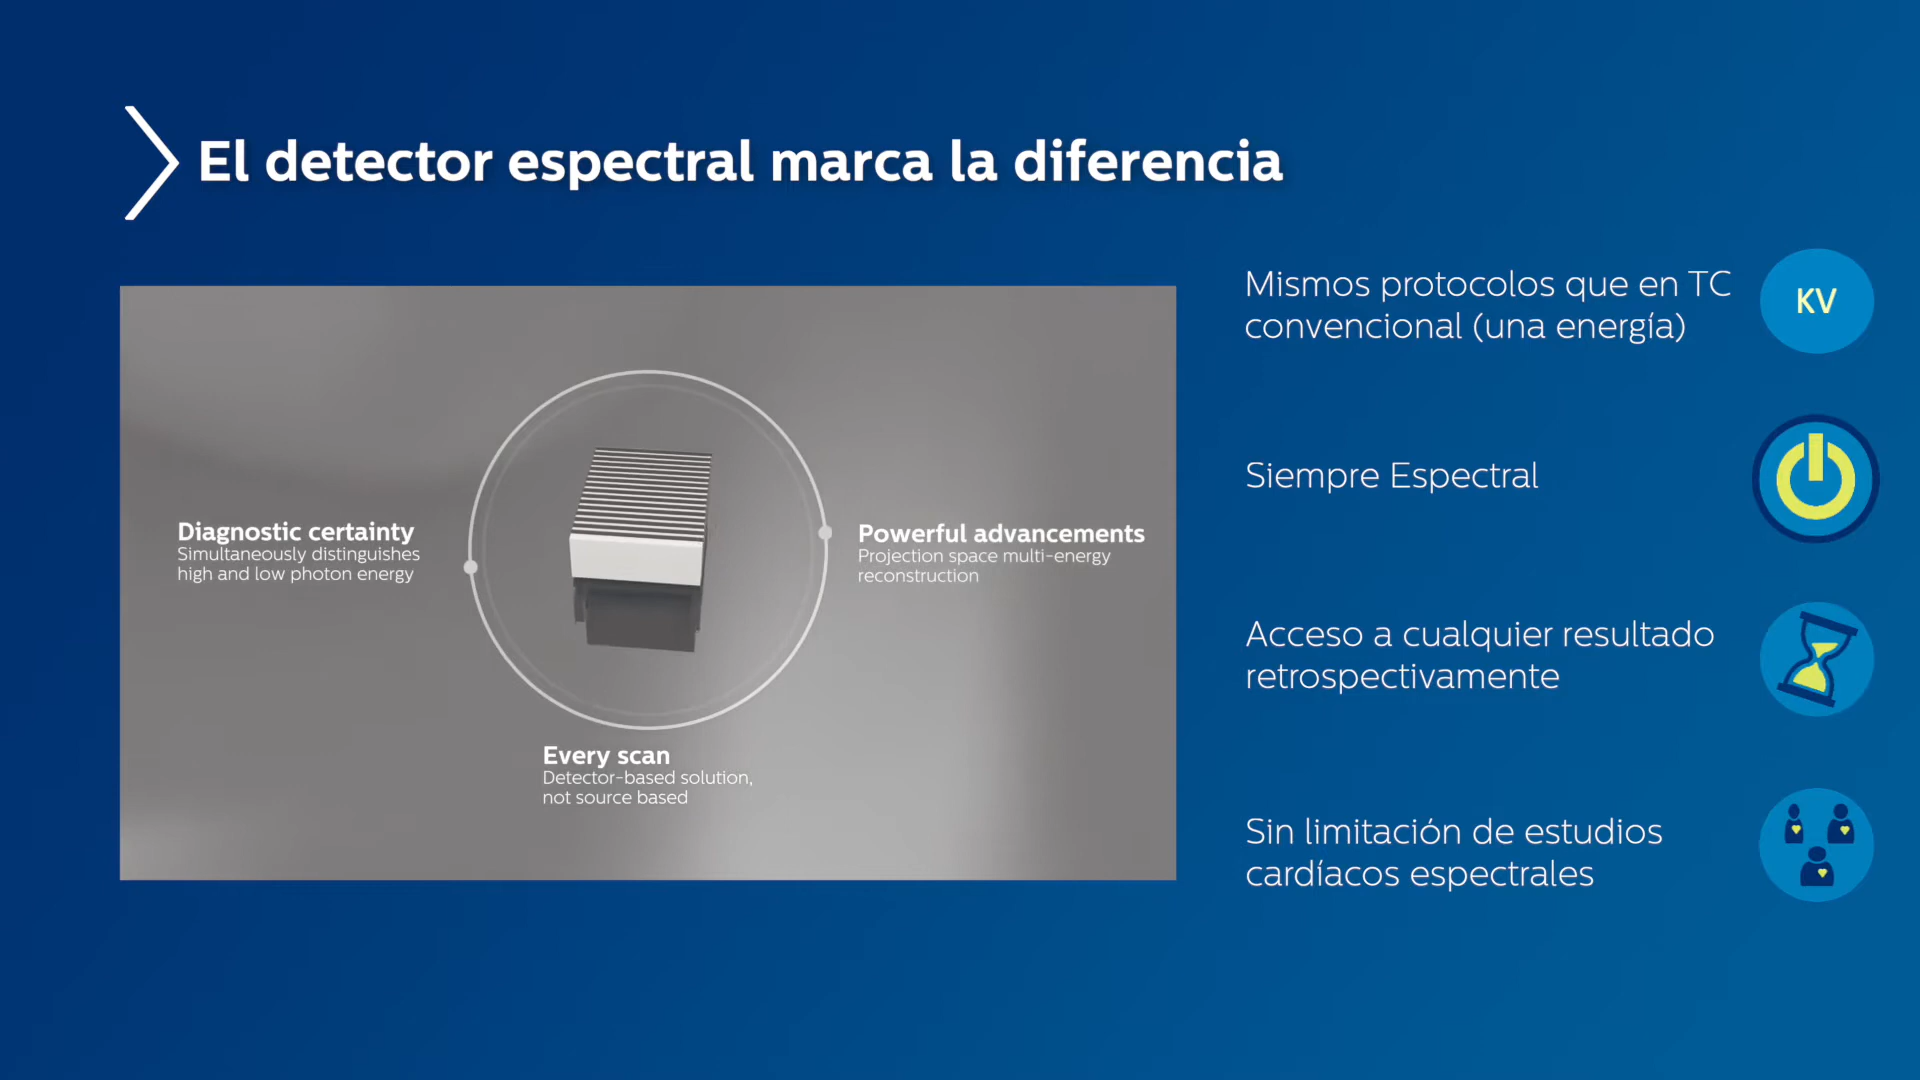 El detector espectral marca la diferencia
Diagnostic certainty
Simultaneously distinguishes
high and low photon energy
Powerful advancements
Projection space multi-energy
reconstruction
Every scan
Detector-based solution,
not source based
Mismos protocolos que en TC
convencional (una energía)
KV
Siempre Espectral
Acceso a cualquier resultado
retrospectivamente
Sin limitación de estudios
cardíacos espectrales